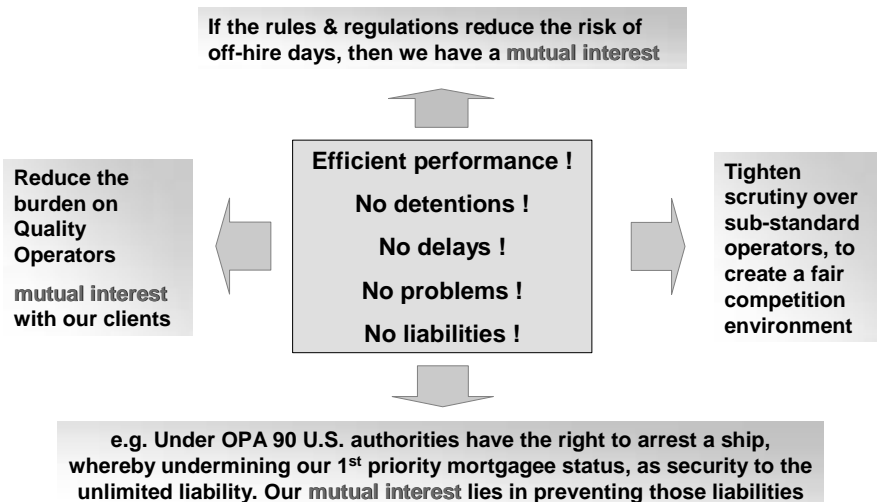 If the rules & regulations reduce the risk of
off-hire days, then we have a mutual interest
Efficient performance !
No detentions !
No delays !
No problems !
No liabilities !
Reduce the
burden on
Quality
Operators
mutual interest
with our clients
Tighten
scrutiny over
sub-standard
operators, to
create a fair
competition
environment
e.g. Under OPA 90 U.S. authorities have the right to arrest a ship,
whereby undermining our 1st priority mortgagee status, as security to the
unlimited liability. Our mutual interest lies in preventing those liabilities